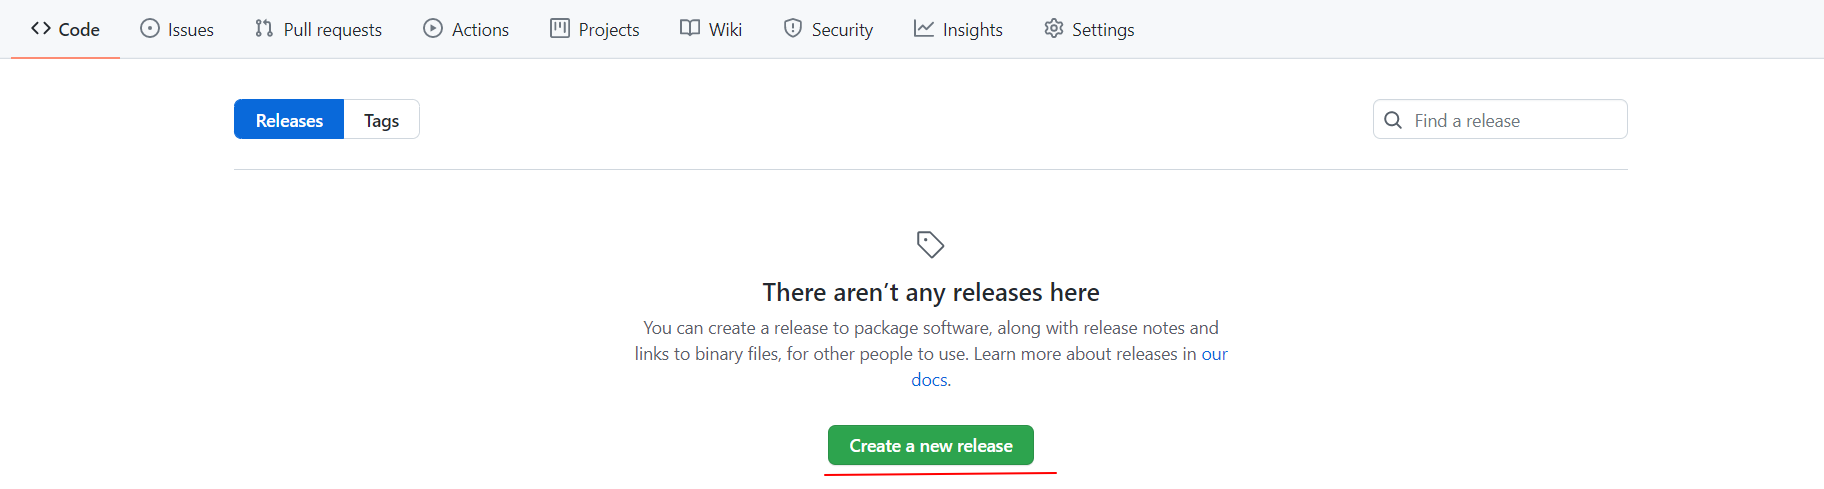 Code Issues Pull requests Actions Projects Wiki Security Insights Settings
Releases Tags Find a release
There aren’t any releases here
You can create a release to package software, along with release notes and
links to binary files, for other people to use. Learn more about releases in our
docs.
Create a new release